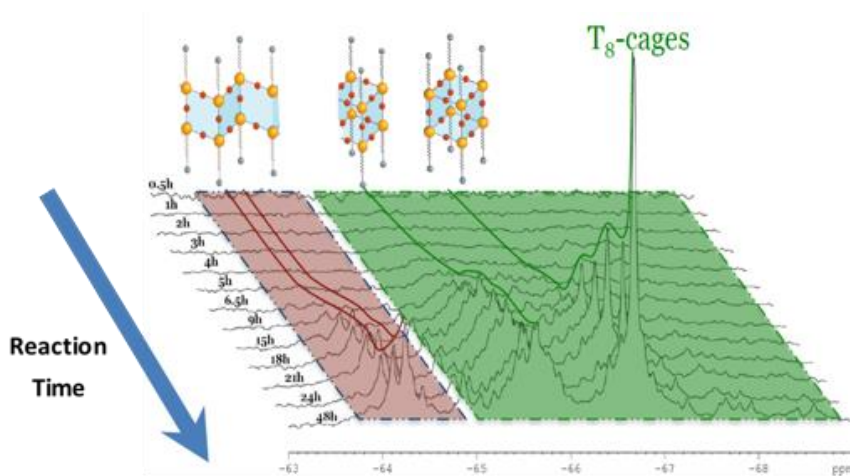 T₈-cages
0.5h
1h
2h
3h
4h
5h
6.5h
9h
15h
18h
21h
24h
48h
Reaction
Time
-63 -64 -65 -66 -67 -68 ppm